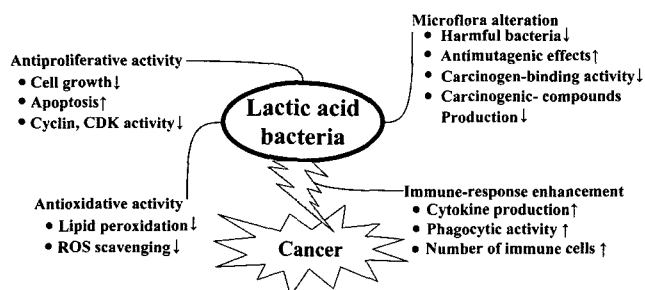 Antiproliferative activity
• Cell growth↓
• Apoptosis↑
• Cyclin, CDK activity↓
Microflora alteration
• Harmful bacteria↓
• Antimutagenic effects↑
• Carcinogen-binding activity↓
• Carcinogenic- compounds
Production↓
Lactic acid
bacteria
Antioxidative activity
• Lipid peroxidation↓
• ROS scavenging↓
Immune-response enhancement
• Cytokine production↑
• Phagocytic activity ↑
• Number of immune cells ↑
Cancer